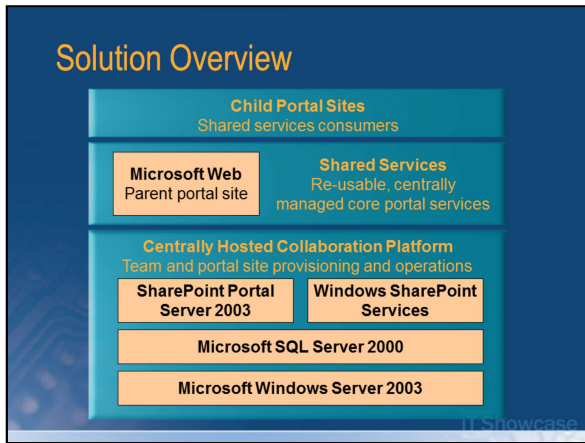 Solution Overview
Child Portal Sites
Shared services consumers
Microsoft Web
Parent portal site
Shared Services
Re-usable, centrally
managed core portal services
Centrally Hosted Collaboration Platform
Team and portal site provisioning and operations
SharePoint Portal
Server 2003
Windows SharePoint
Services
Microsoft SQL Server 2000
Microsoft Windows Server 2003
IT Showcase